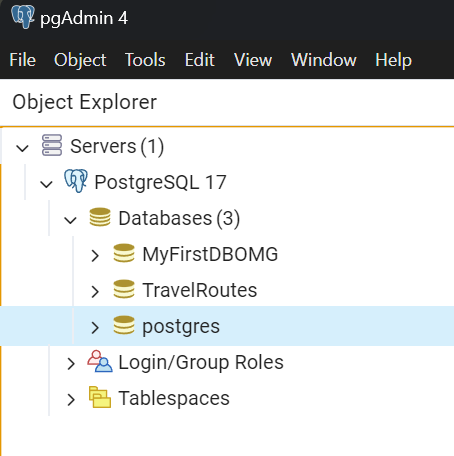 pgAdmin 4
File Object Tools Edit View Window Help
Object Explorer
Servers (1)
PostgreSQL 17
Databases (3)
MyFirstDBOMG
TravelRoutes
postgres
Login/Group Roles
Tablespaces